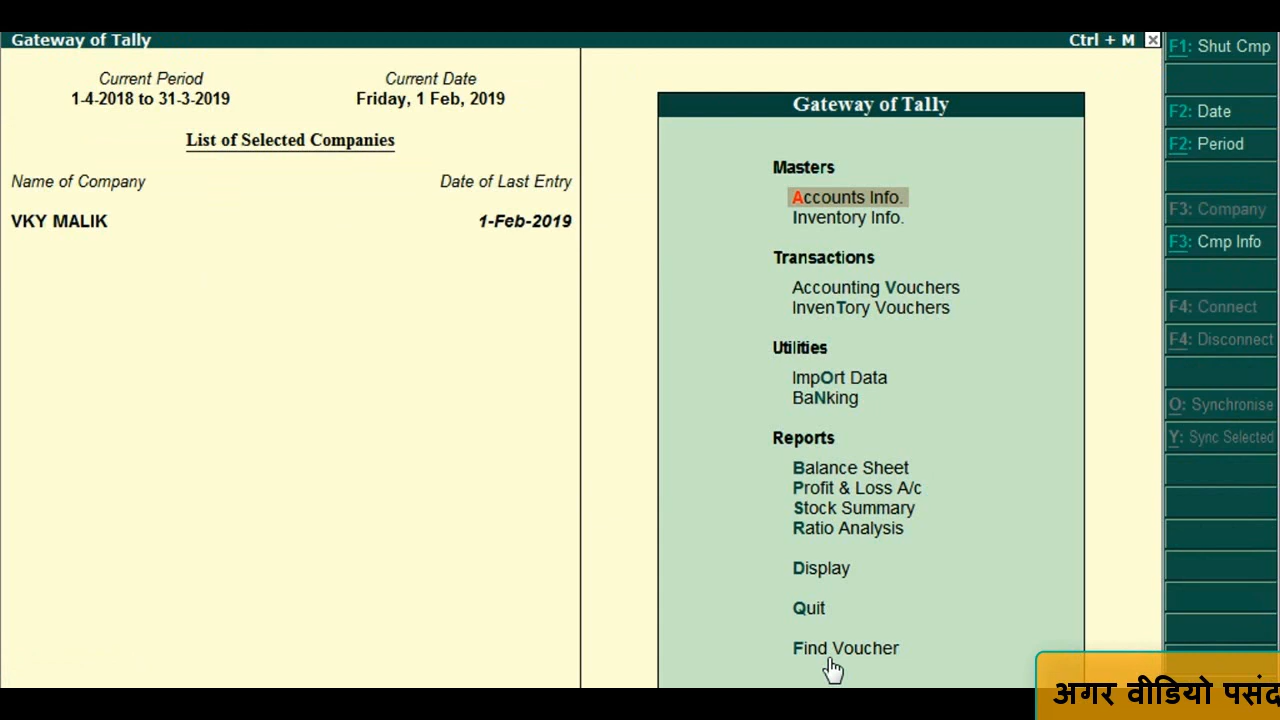 Gateway of Tally
Ctrl + M
Current Period
Current Date
1-4-2018 to 31-3-2019
Friday, 1 Feb, 2019
List of Selected Companies
Name of Company
Date of Last Entry
VKY MALIK
1-Feb-2019
Gateway of Tally
Masters
Accounts Info.
Inventory Info.
Transactions
Accounting Vouchers
InvenTory Vouchers
Utilities
ImpOrt Data
BaNking
Reports
Balance Sheet
Profit & Loss A/c
Stock Summary
Ratio Analysis
Display
Quit
Find Voucher
F1: Shut Cmp
F2: Date
F2: Period
F3: Company
F3: Cmp Info
F4: Connect
F4: Disconnect
O: Synchronise
Y: Sync Selected
अगर वीडियो पसंद